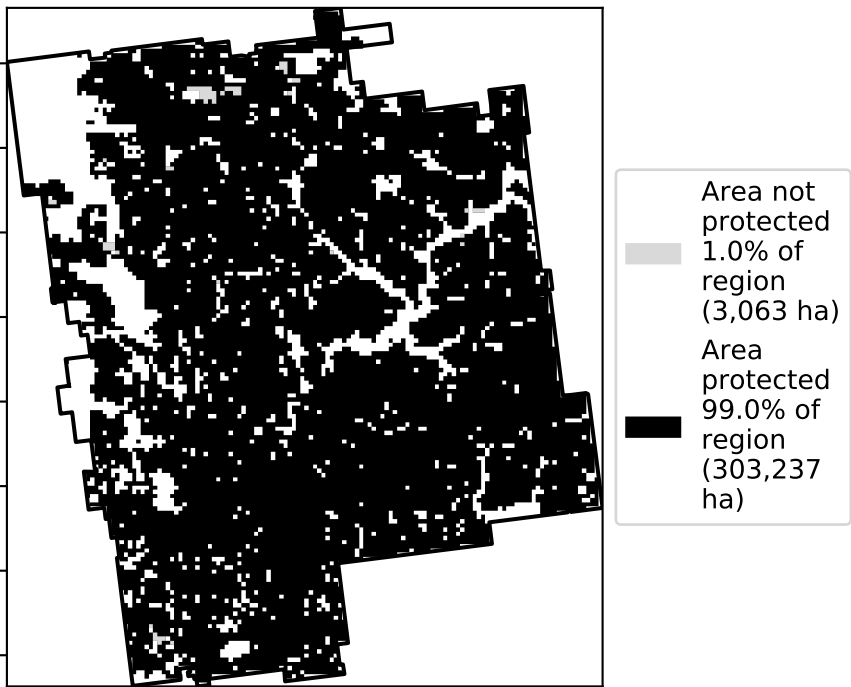 Area not
protected
1.0% of
region
(3,063 ha)
Area
protected
99.0% of
region
(303,237
ha)